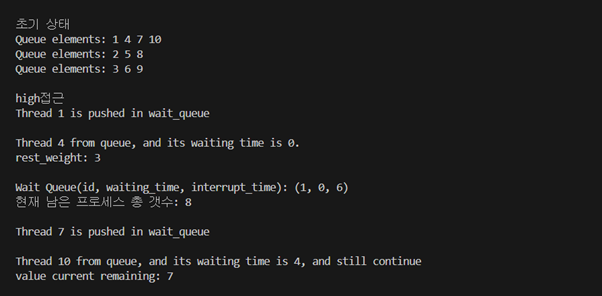 초기 상태
Queue elements: 1 4 7 10
Queue elements: 2 5 8
Queue elements: 3 6 9
high접근
Thread 1 is pushed in wait_queue
Thread 4 from queue, and its waiting time is 0.
rest_weight: 3
Wait Queue(id, waiting_time, interrupt_time): (1, 0, 6)
현재 남은 프로세스 총 갯수: 8
Thread 7 is pushed in wait_queue
Thread 10 from queue, and its waiting time is 4, and still continue
value current remaining: 7